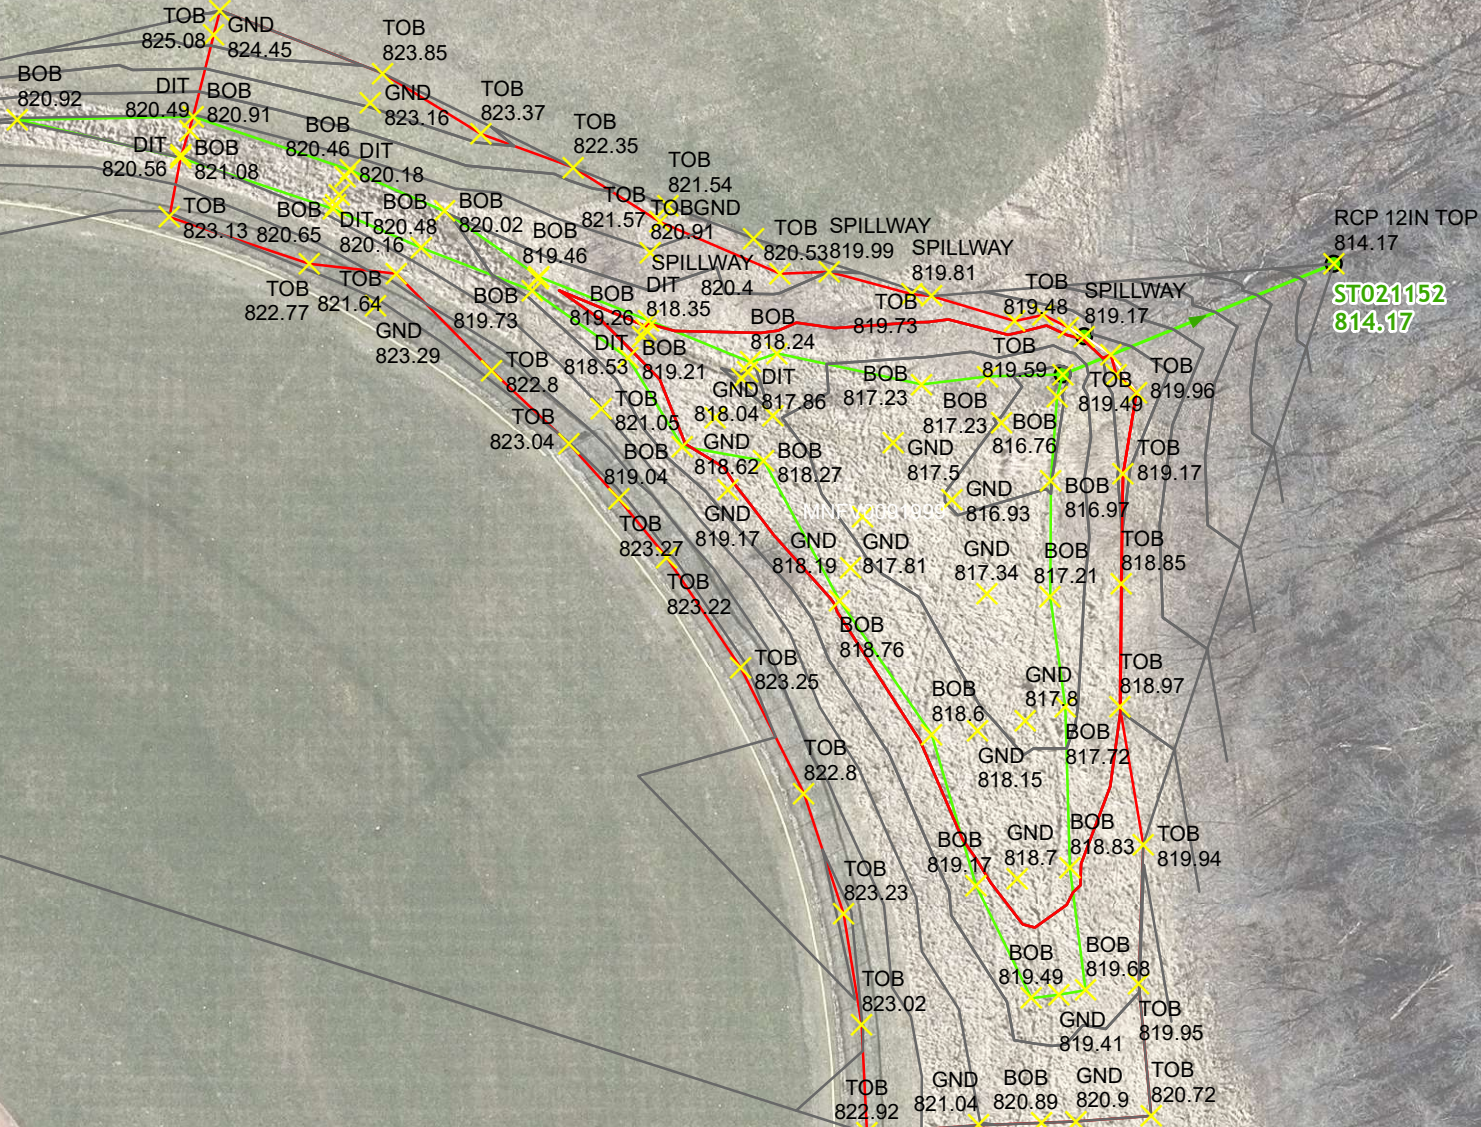 TOB
825.08
GND
824.45
TOB
823.85
BOB
820.92
DIT
820.49
BOB
820.91
GND
823.16
TOB
823.37
TOB
822.35
DIT
820.56
BOB
821.08
BOB
820.46
DIT
820.18
TOB
821.54
TOB
821.57
TOBGND
820.91
TOB
823.13
BOB
820.65
DIT
820.16
BOB
820.48
BOB
820.02
TOB
820.53
SPILLWAY
819.99
SPILLWAY
819.81
RCP 12IN TOP
814.17
ST021152
814.17
BOB
819.46
SPILLWAY
820.4
TOB
822.77
TOB
821.64
BOB
819.73
BOB
819.26
DIT
818.35
TOB
819.73
TOB
819.48
SPILLWAY
819.17
GND
823.29
DIT
818.53
BOB
819.21
BOB
818.24
TOB
819.59
TOB
822.8
DIT
817.86
BOB
817.23
TOB
819.49
TOB
819.96
TOB
821.05
GND
818.04
BOB
817.23
BOB
816.76
TOB
823.04
BOB
819.04
GND
818.62
BOB
818.27
GND
817.5
TOB
819.17
GND
816.93
BOB
816.97
GND
819.17
TOB
823.27
GND
818.19
GND
817.81
GND
817.34
BOB
817.21
TOB
818.85
TOB
823.22
BOB
818.76
TOB
823.25
BOB
818.6
GND
817.8
TOB
818.97
BOB
817.72
GND
818.15
TOB
822.8
BOB
819.17
GND
818.7
BOB
818.83
TOB
819.94
TOB
823.23
BOB
819.49
BOB
819.68
TOB
823.02
GND
819.41
TOB
819.95
TOB
822.92
GND
821.04
BOB
820.89
GND
820.9
TOB
820.72